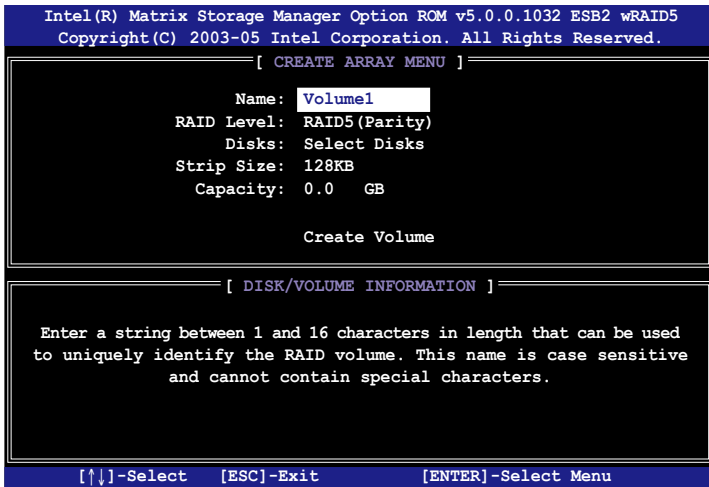 Intel(R) Matrix Storage Manager Option ROM v5.0.0.1032 ESB2 wRAID5
Copyright(C) 2003-05 Intel Corporation. All Rights Reserved.
[ CREATE ARRAY MENU ]
Name: Volume1
RAID Level: RAID5(Parity)
Disks: Select Disks
Strip Size: 128KB
Capacity: 0.0 GB
Create Volume
[ DISK/VOLUME INFORMATION ]
Enter a string between 1 and 16 characters in length that can be used
to uniquely identify the RAID volume. This name is case sensitive
and cannot contain special characters.
[↑↓]-Select [ESC]-Exit [ENTER]-Select Menu